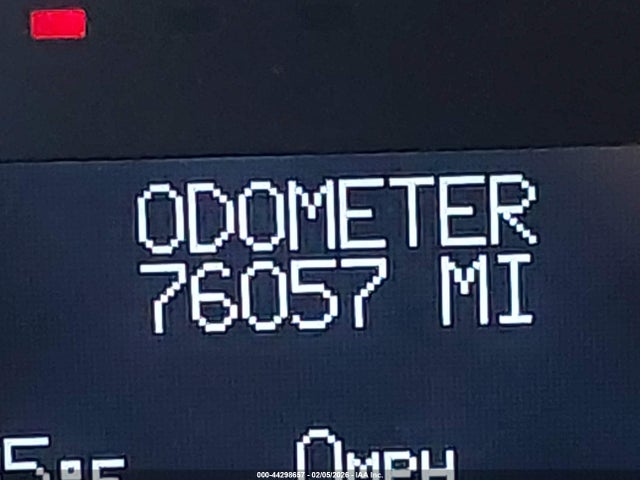 ODOMETER
76057 MI
0 MPH
000-44298657 - 02/05/2026 - IAA Inc.